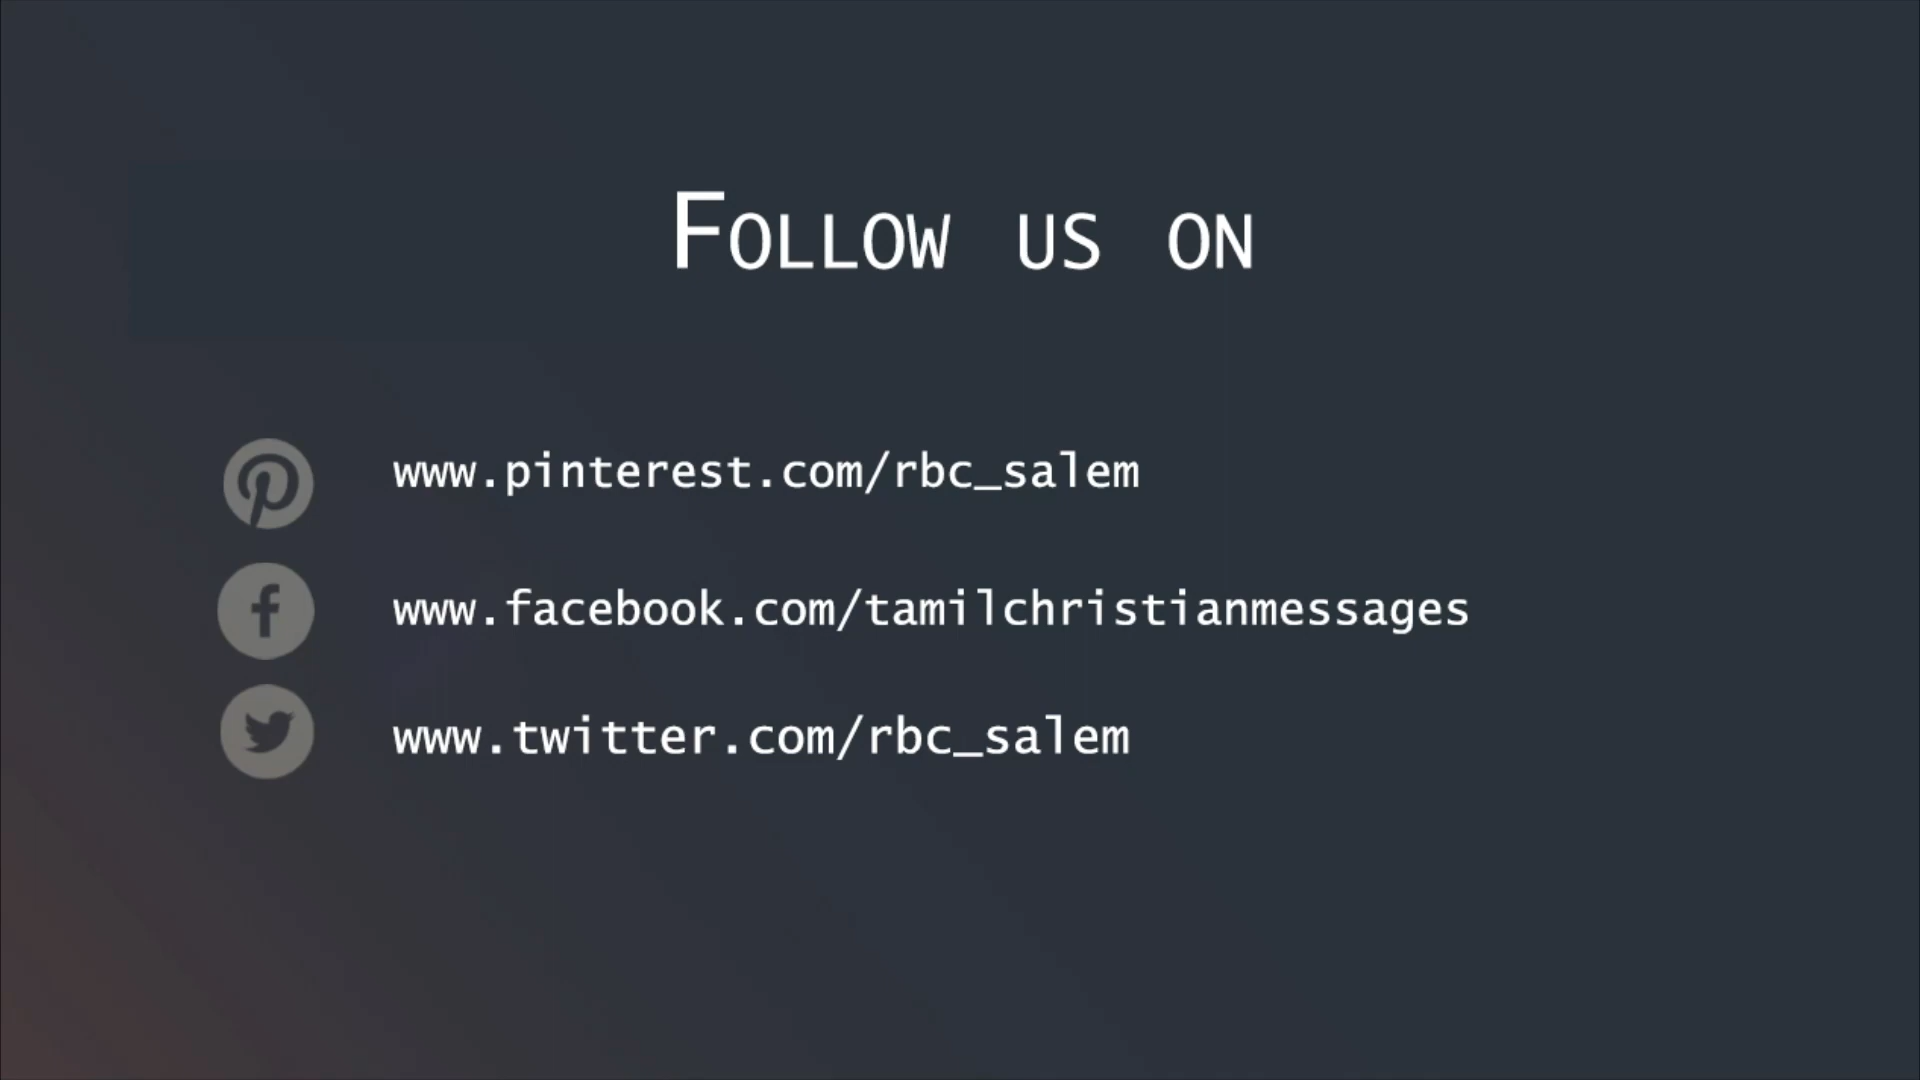 Follow us on
www.pinterest.com/rbc_salem
www.facebook.com/tamilchristianmessages
www.twitter.com/rbc_salem